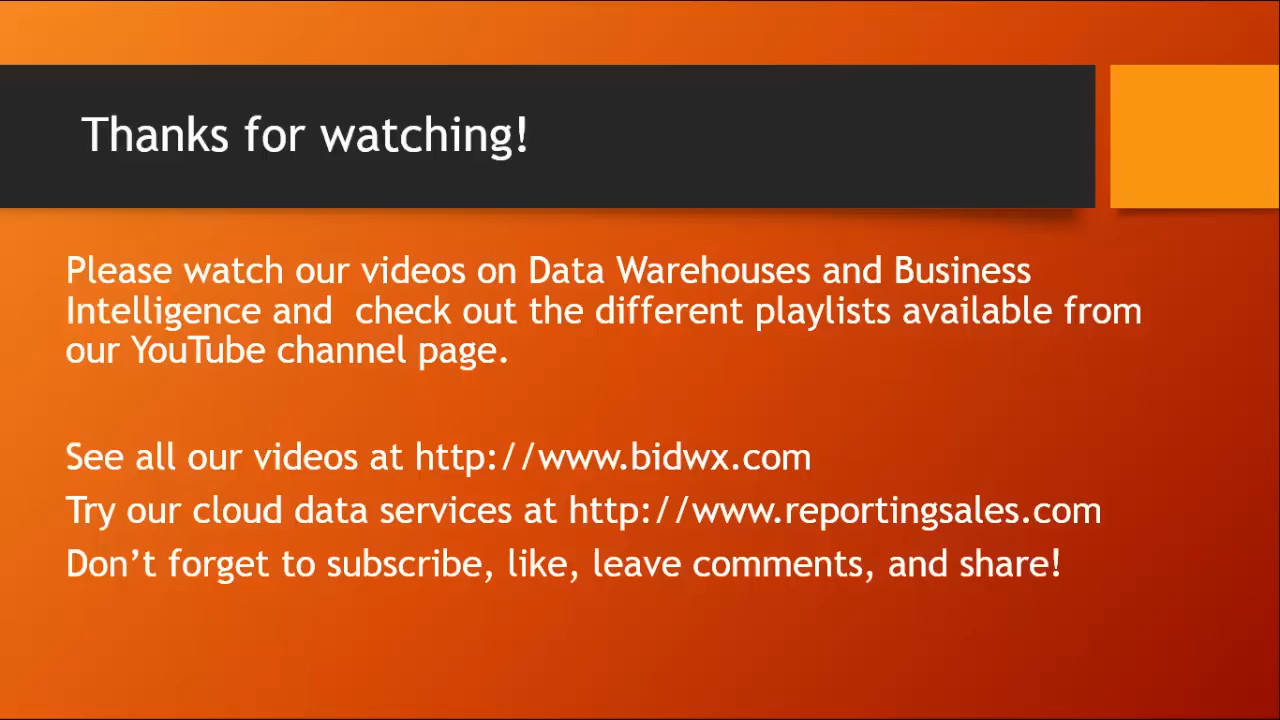 Thanks for watching!
Please watch our videos on Data Warehouses and Business
Intelligence and  check out the different playlists available from
our YouTube channel page.
See all our videos at http://www.bidwx.com
Try our cloud data services at http://www.reportingsales.com
Don’t forget to subscribe, like, leave comments, and share!